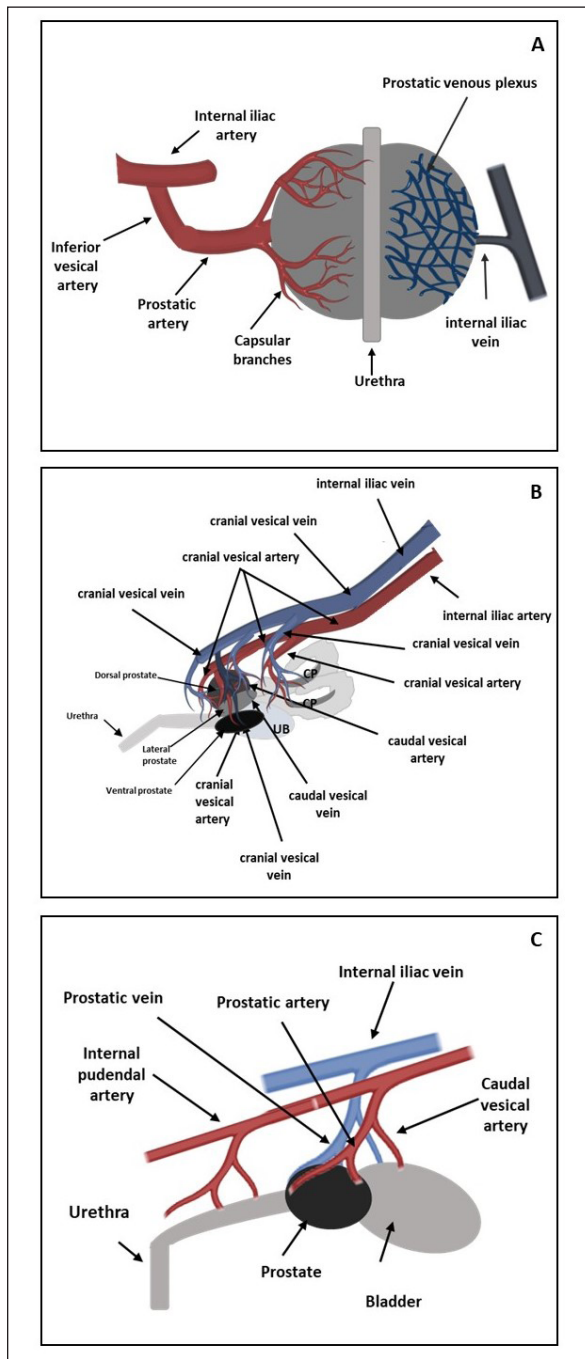 A
Prostatic venous plexus
Internal iliac
artery
Inferior
vesical
artery
Prostatic
artery
Capsular
branches
internal iliac
vein
Urethra
B
internal iliac vein
cranial vesical vein
cranial vesical artery
cranial vesical vein
internal iliac artery
cranial vesical vein
CP
Dorsal prostate
cranial vesical artery
CP
Urethra
UB
Lateral
prostate
caudal vesical
artery
Ventral prostate
cranial
vesical
artery
caudal vesical
vein
cranial vesical
vein
C
Internal iliac vein
Prostatic vein
Prostatic artery
Internal
pudendal
artery
Caudal
vesical
artery
Urethra
Prostate
Bladder